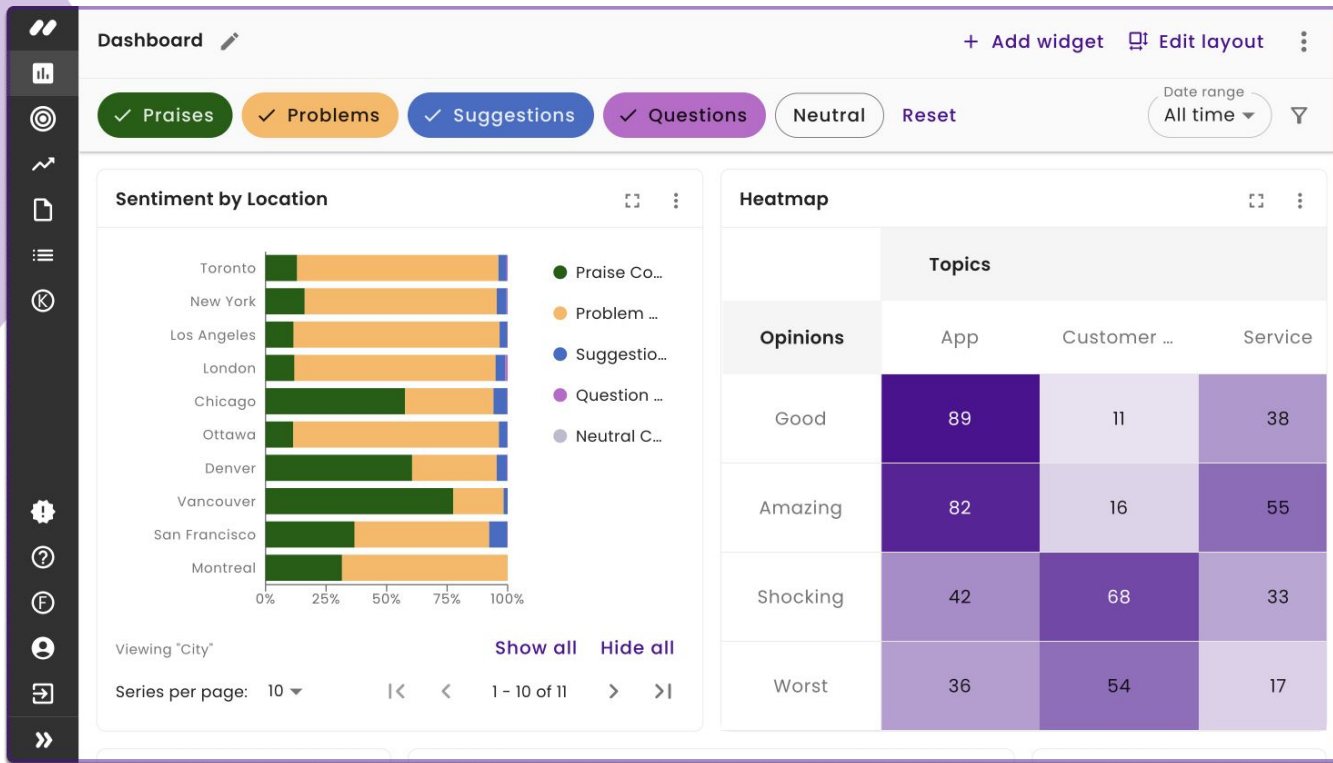 Dashboard
+ Add widget
Edit layout
Praises
Problems
Suggestions
Questions
Neutral
Reset
Date range
All time
Sentiment by Location
Toronto
New York
Los Angeles
London
Chicago
Ottawa
Denver
Vancouver
San Francisco
Montreal
0% 25% 50% 75% 100%
Praise Co...
Problem ...
Suggestio...
Question ...
Neutral C...
Viewing "City"
Show all Hide all
Series per page: 10
1 - 10 of 11
Heatmap
Topics
Opinions App Customer ... Service
Good 89 11 38
Amazing 82 16 55
Shocking 42 68 33
Worst 36 54 17
K
F